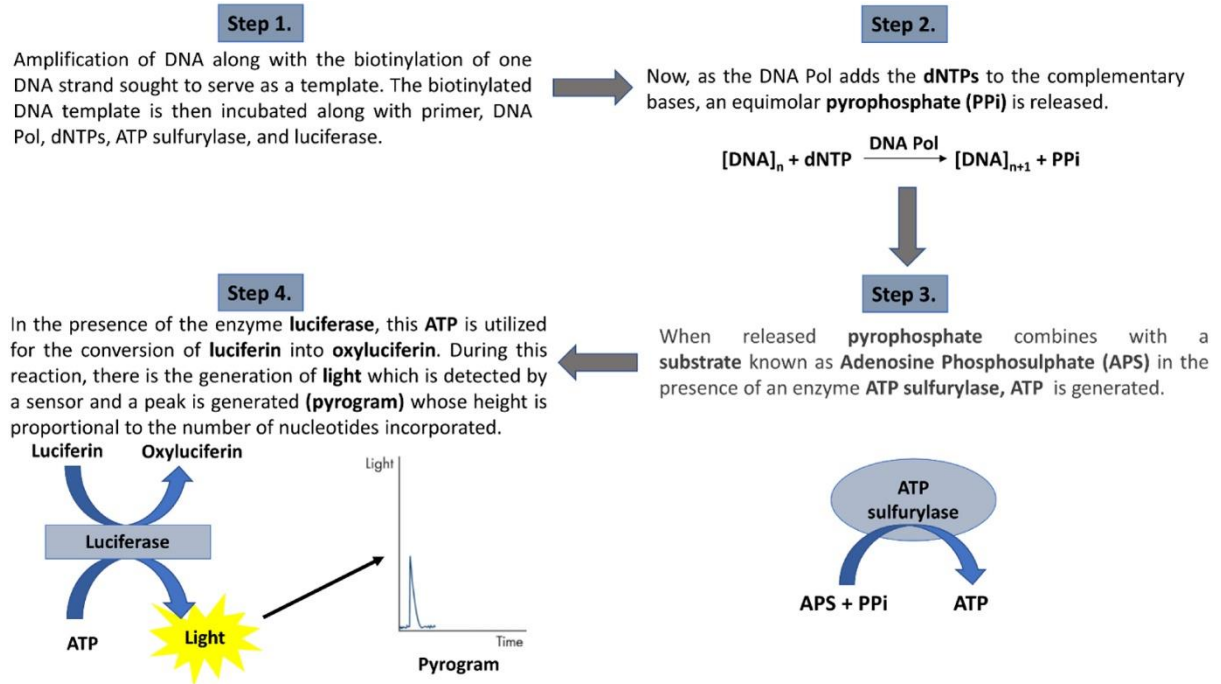 Step 1.
Amplification of DNA along with the biotinylation of one
DNA strand sought to serve as a template. The biotinylated
DNA template is then incubated along with primer, DNA
Pol, dNTPs, ATP sulfurylase, and luciferase.
Step 2.
Now, as the DNA Pol adds the dNTPs to the complementary
bases, an equimolar pyrophosphate (PPi) is released.
DNA Pol
[DNA]n + dNTP → [DNA]n+1 + PPi
Step 3.
When released pyrophosphate combines with a
substrate known as Adenosine Phosphosulphate (APS) in the
presence of an enzyme ATP sulfurylase, ATP is generated.
ATP
sulfurylase
APS + PPi
ATP
Step 4.
In the presence of the enzyme luciferase, this ATP is utilized
for the conversion of luciferin into oxyluciferin. During this
reaction, there is the generation of light which is detected by
a sensor and a peak is generated (pyrogram) whose height is
proportional to the number of nucleotides incorporated.
Luciferin
Oxyluciferin
Luciferase
ATP
Light
Light
Time
Pyrogram